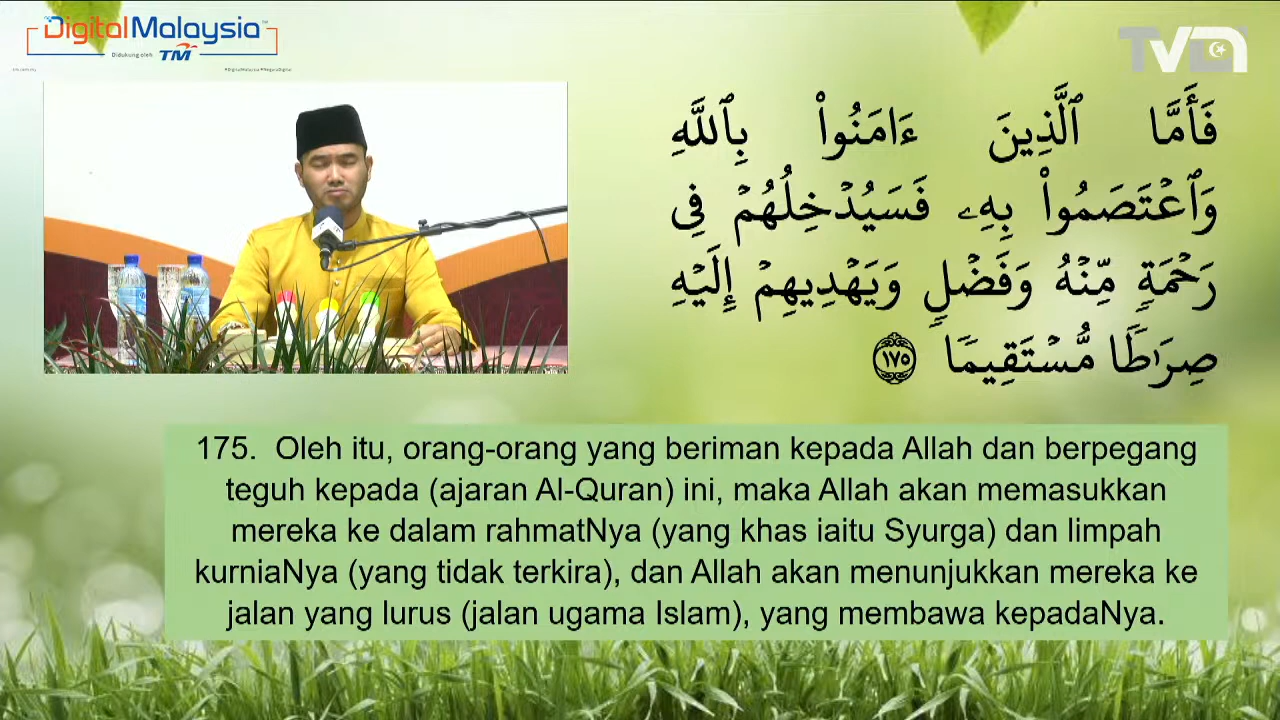 DigitalMalaysia
Didukung oleh TM
#DigitalMalaysia #NegaraDigital
TV
فَأَمَّا ٱلَّذِينَ ءَامَنُوا۟ بِٱللَّهِ
وَٱعْتَصَمُوا۟ بِهِۦ فَسَيُدْخِلُهُمْ فِى
رَحْمَةٍ مِّنْهُ وَفَضْلٍ وَيَهْدِيهِمْ إِلَيْهِ
صِرَٰطًا مُّسْتَقِيمًا ١٧٥
175. Oleh itu, orang-orang yang beriman kepada Allah dan berpegang
teguh kepada (ajaran Al-Quran) ini, maka Allah akan memasukkan
mereka ke dalam rahmatNya (yang khas iaitu Syurga) dan limpah
kurniaNya (yang tidak terkira), dan Allah akan menunjukkan mereka ke
jalan yang lurus (jalan ugama Islam), yang membawa kepadaNya.